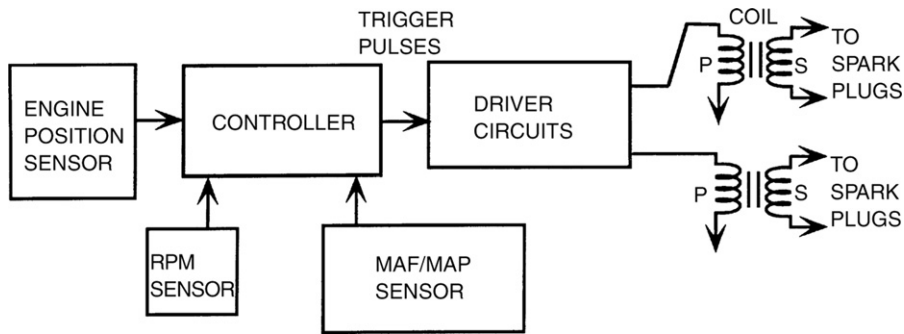 TRIGGER
PULSES
COIL
P
S
TO
SPARK
PLUGS
ENGINE
POSITION
SENSOR
CONTROLLER
DRIVER
CIRCUITS
P
S
TO
SPARK
PLUGS
RPM
SENSOR
MAF/MAP
SENSOR